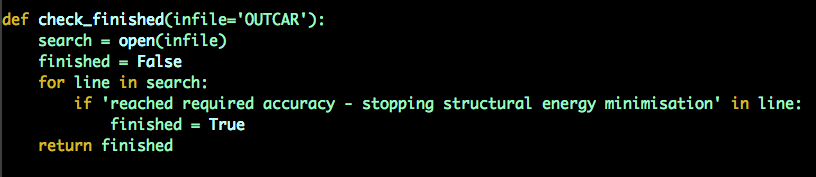 def check_finished(infile='OUTCAR'):
    search = open(infile)
    finished = False
    for line in search:
        if 'reached required accuracy - stopping structural energy minimisation' in line:
            finished = True
    return finished